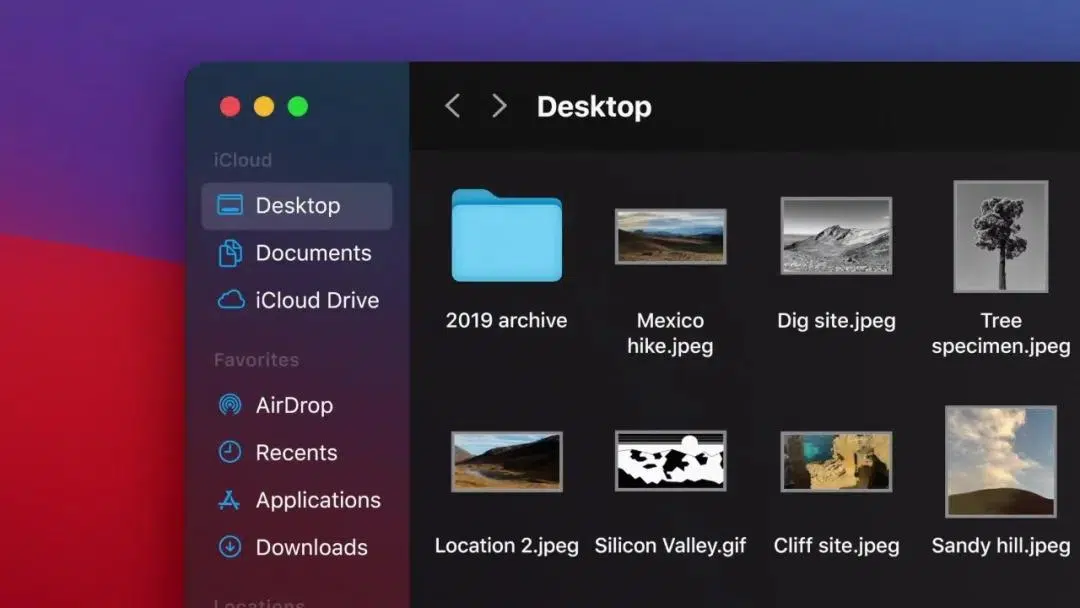 Desktop
iCloud
Desktop
Documents
iCloud Drive
Favorites
AirDrop
Recents
Applications
Downloads
Locations
2019 archive
Mexico
hike.jpeg
Dig site.jpeg
Tree
specimen.jpeg
Location 2.jpeg
Silicon Valley.gif
Cliff site.jpeg
Sandy hill.jpeg